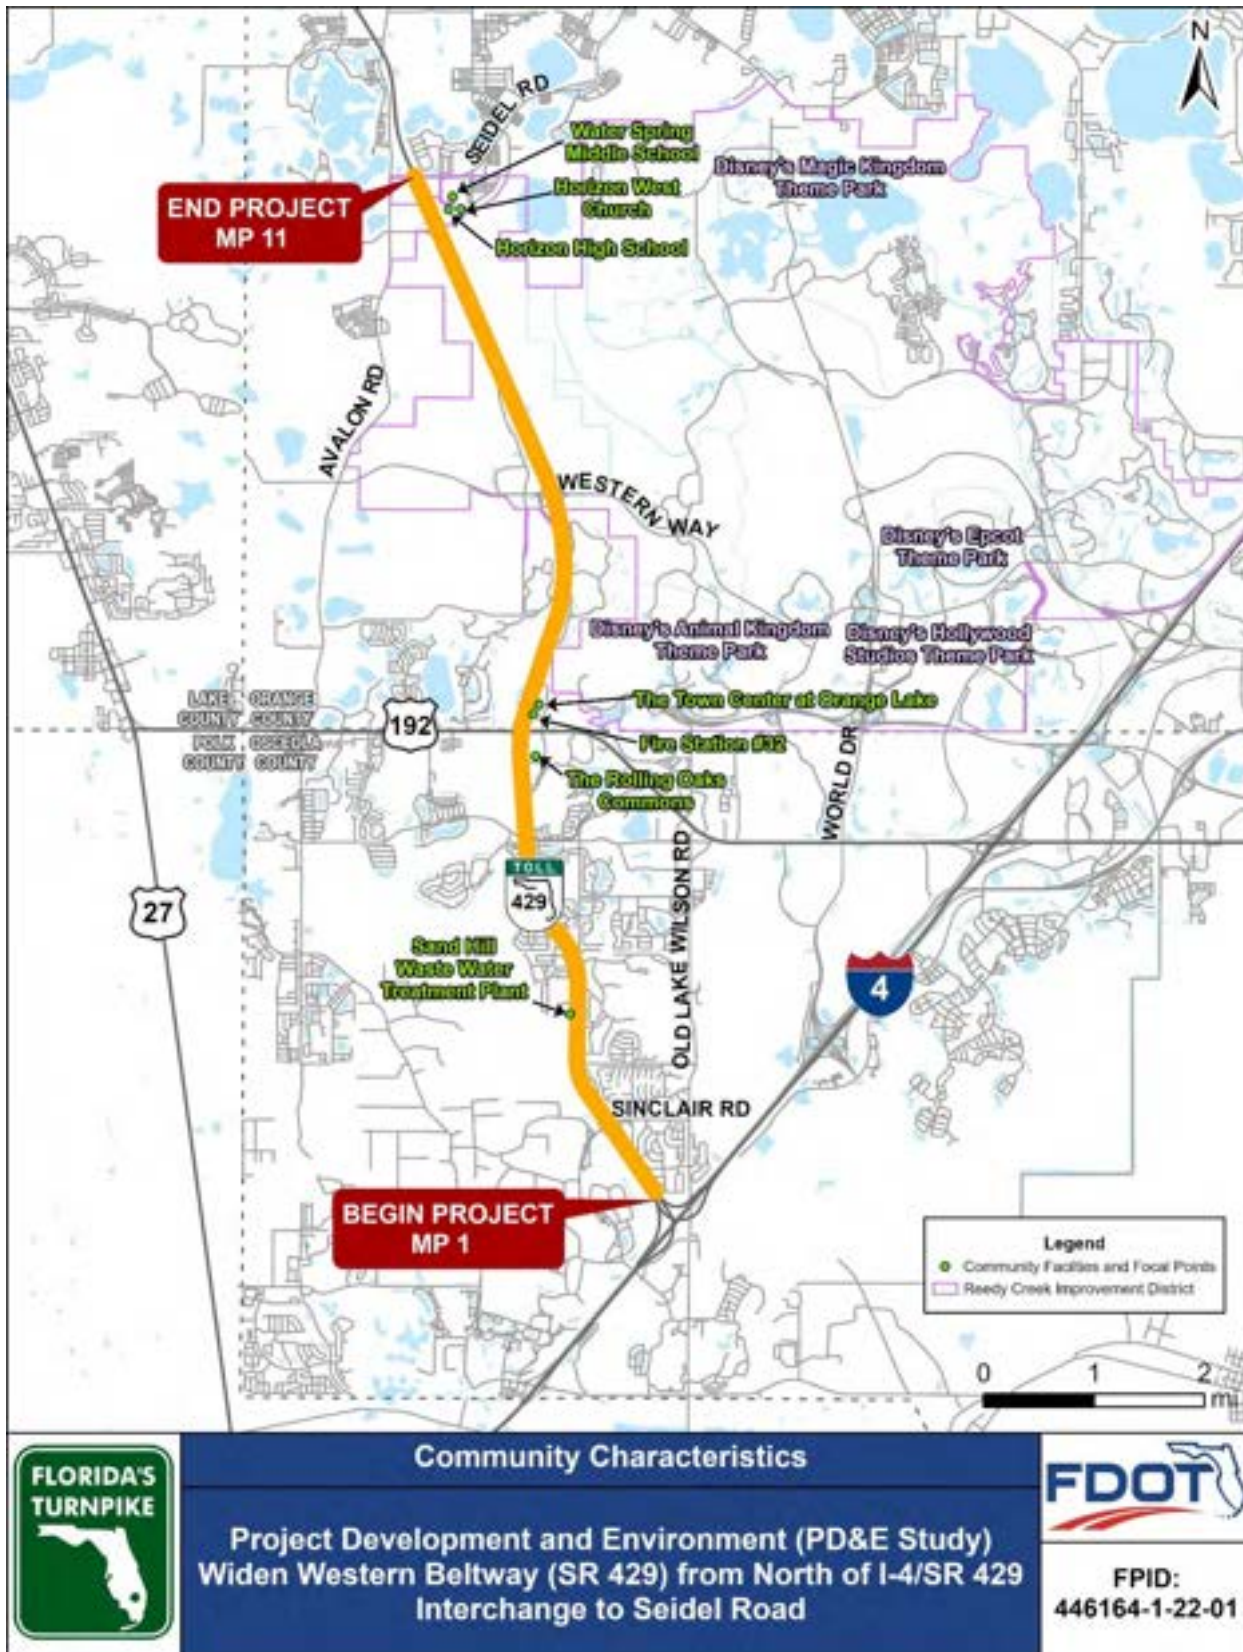 N
SEIDEL RD
Water Spring
Middle School
Disney's Magic Kingdom
Theme Park
Horizon West
Church
END PROJECT
MP 11
Horizon High School
AVALON RD
WESTERN WAY
Disney's Epcot
Theme Park
Disney's Animal Kingdom
Theme Park
Disney's Hollywood
Studios Theme Park
LAKE ORANGE
COUNTY COUNTY
POLK OSCEOLA
COUNTY COUNTY
192
The Town Center at Orange Lake
Fire Station #32
The Rolling Oaks
Commons
WORLD DR
OLD LAKE WILSON RD
TOLL
429
27
Sand Hill
Waste Water
Treatment Plant
4
SINCLAIR RD
BEGIN PROJECT
MP 1
Legend
Community Facilities and Focal Points
Reedy Creek Improvement District
0 1 2
mi
FLORIDA'S
TURNPIKE
Community Characteristics
Project Development and Environment (PD&E Study)
Widen Western Beltway (SR 429) from North of I-4/SR 429
Interchange to Seidel Road
FDOT
FPID:
446164-1-22-01